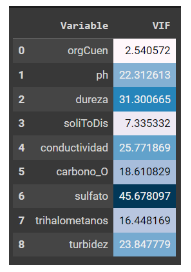 Variable VIF
0 orgCuen 2.540572
1 ph 22.312613
2 dureza 31.300665
3 soliToDis 7.335332
4 conductividad 25.771869
5 carbono_O 18.610829
6 sulfato 45.678097
7 trihalometanos 16.448169
8 turbidez 23.847779